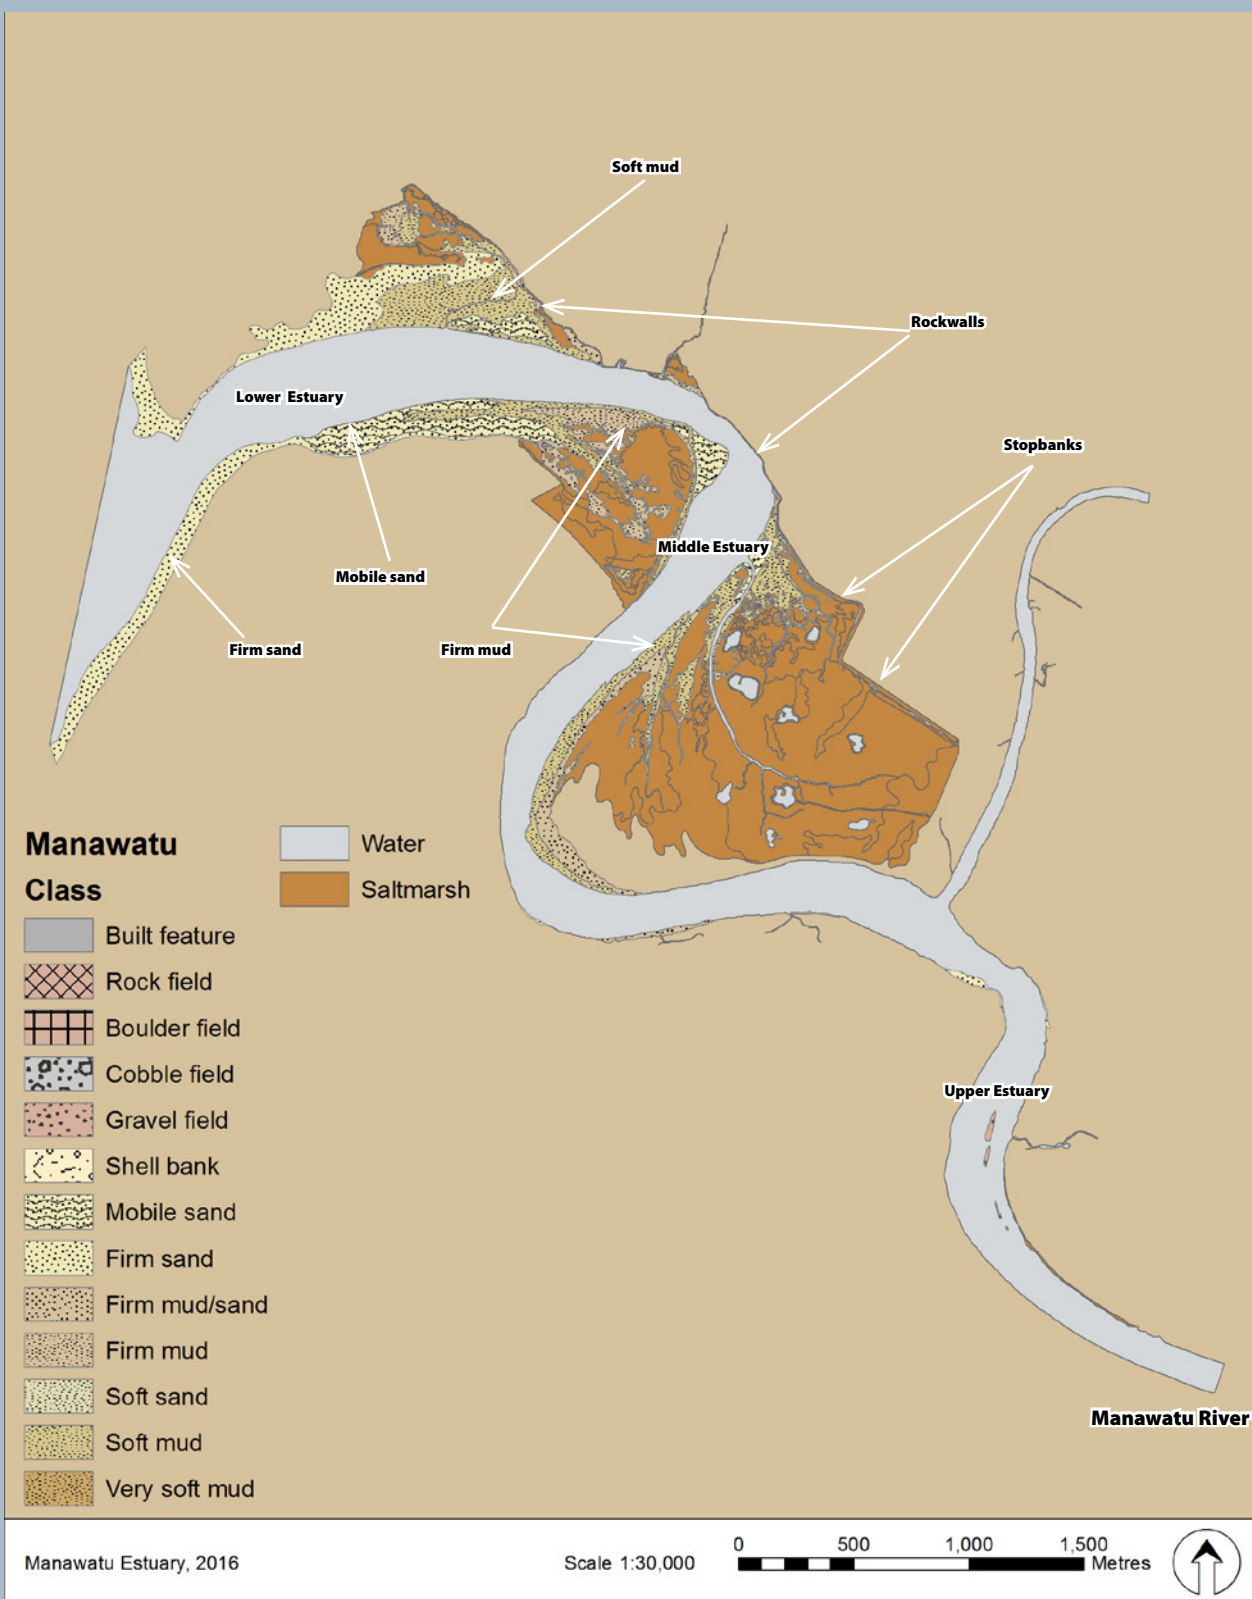 Soft mud
Rockwalls
Lower Estuary
Stopbanks
Middle Estuary
Mobile sand
Firm sand
Firm mud
Manawatu
Class
Water
Saltmarsh
Built feature
Rock field
Boulder field
Cobble field
Gravel field
Shell bank
Mobile sand
Firm sand
Firm mud/sand
Firm mud
Soft sand
Soft mud
Very soft mud
Upper Estuary
Manawatu River
Manawatu Estuary, 2016
Scale 1:30,000
0 500 1,000 1,500
Metres